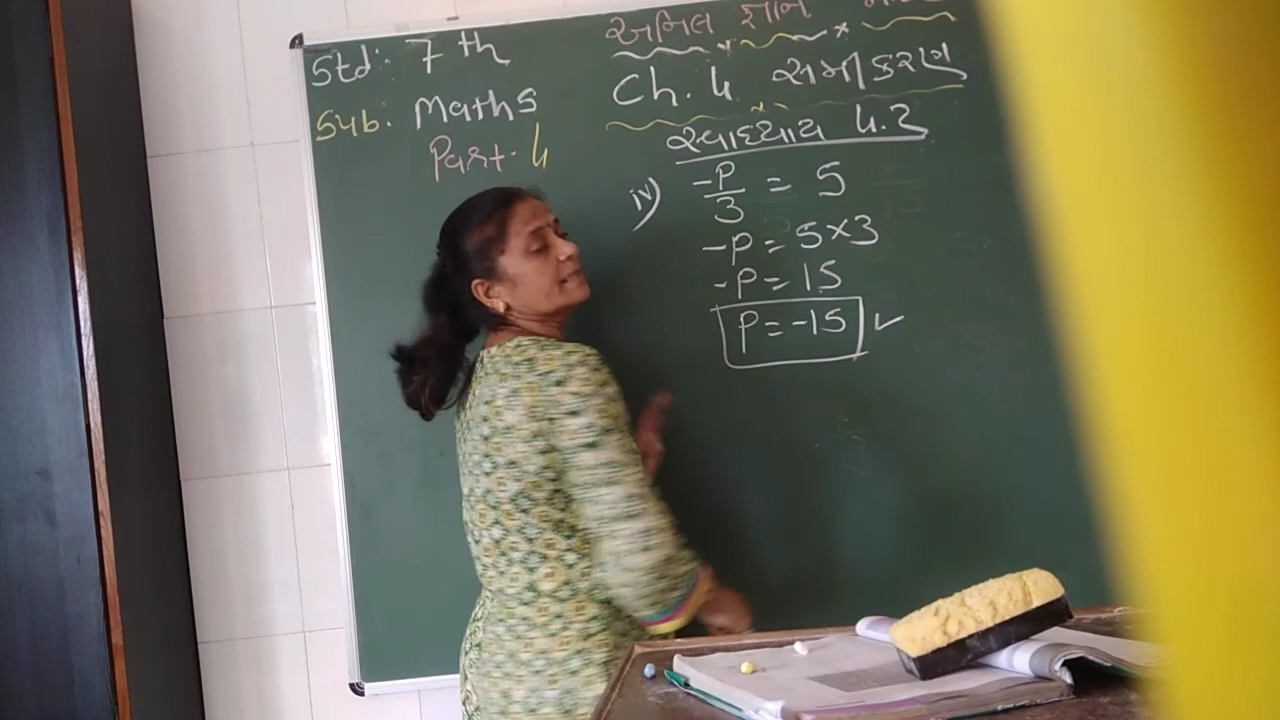 Std: 7th
Sub: Maths
Part-4
અનિલ જ્ઞાન
Ch. 4 સમીકરણ
સ્વાધ્યાય 4.2
iv) -P/3 = 5
-P = 5×3
-P = 15
P = -15 ✓